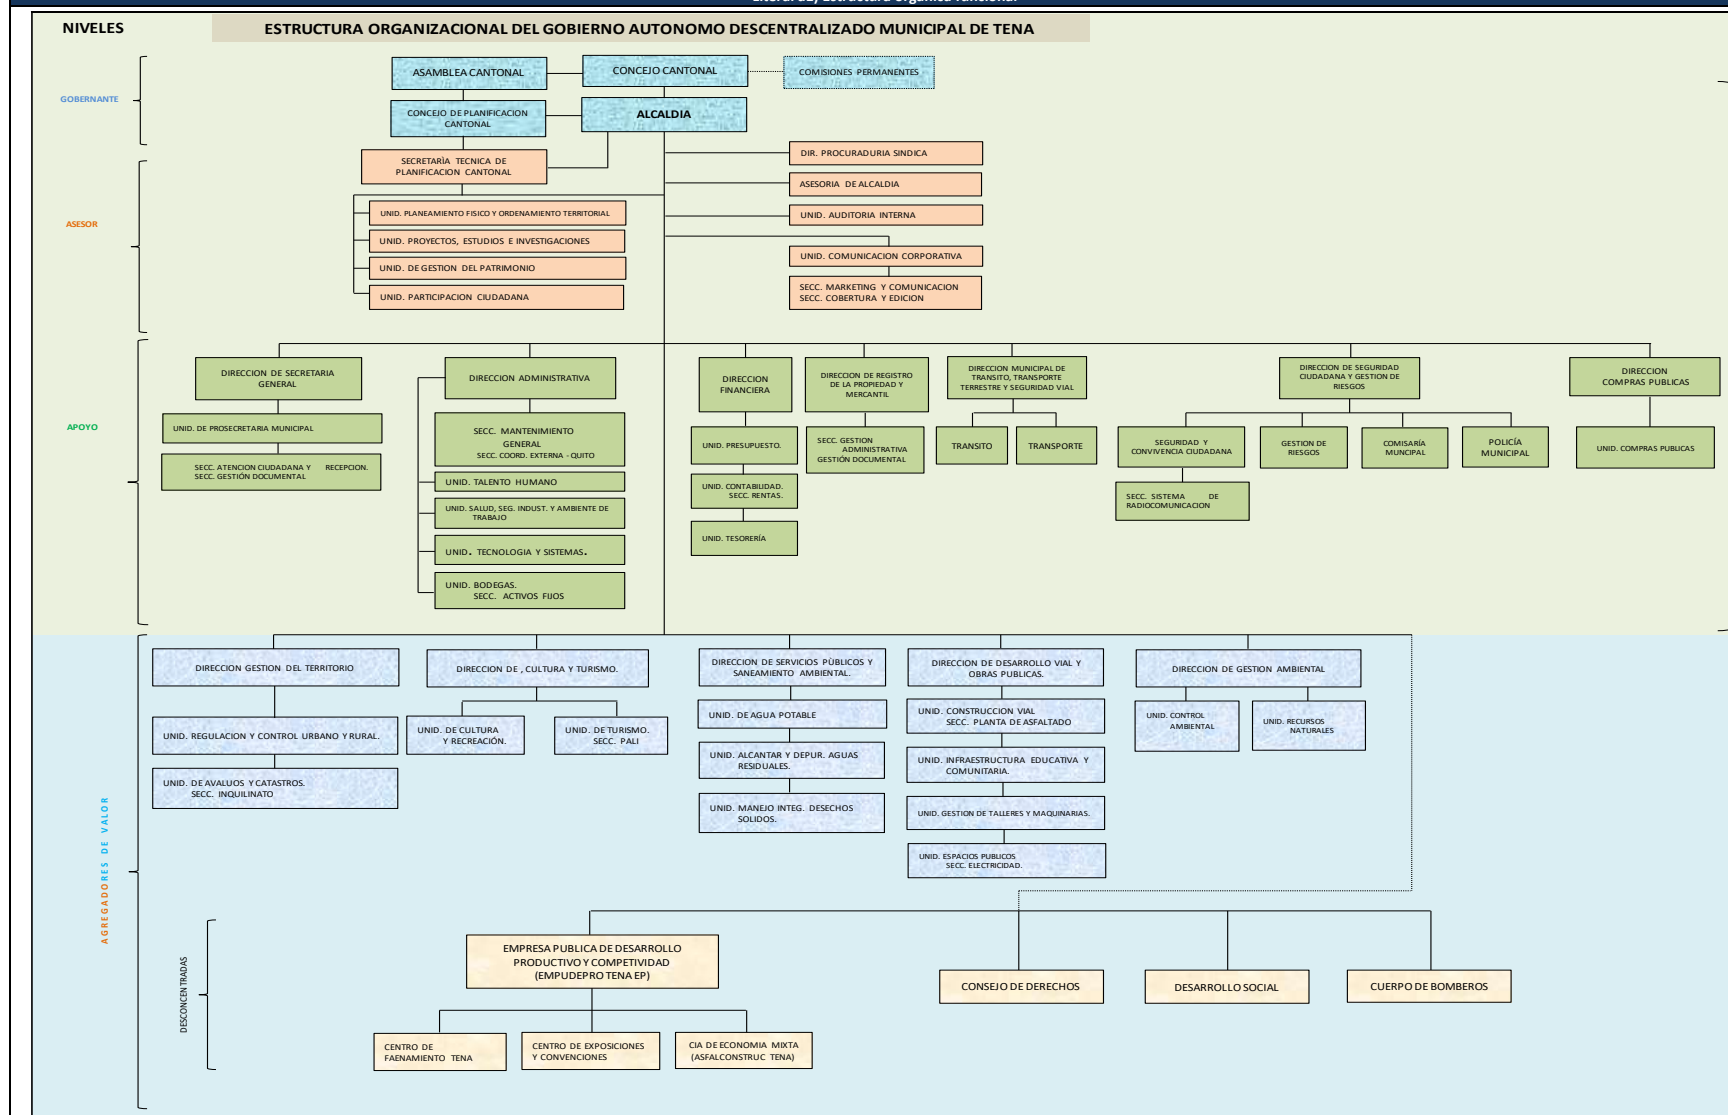 NIVELES
ESTRUCTURA ORGANIZACIONAL DEL GOBIERNO AUTONOMO DESCENTRALIZADO MUNICIPAL DE TENA
GOBERNANTE
ASAMBLEA CANTONAL
CONCEJO CANTONAL
COMISIONES PERMANENTES
CONCEJO DE PLANIFICACION
CANTONAL
ALCALDIA
ASESOR
SECRETARÌA TECNICA DE
PLANIFICACION CANTONAL
UNID. PLANEAMIENTO FISICO Y ORDENAMIENTO TERRITORIAL
UNID. PROYECTOS, ESTUDIOS E INVESTIGACIONES
UNID. DE GESTION DEL PATRIMONIO
UNID. PARTICIPACION CIUDADANA
DIR. PROCURADURIA SINDICA
ASESORIA DE ALCALDIA
UNID. AUDITORIA INTERNA
UNID. COMUNICACION CORPORATIVA
SECC. MARKETING Y COMUNICACION
SECC. COBERTURA Y EDICION
APOYO
DIRECCION DE SECRETARIA
GENERAL
UNID. DE PROSECRETARIA MUNICIPAL
SECC. ATENCION CIUDADANA Y RECEPCION.
SECC. GESTIÓN DOCUMENTAL
DIRECCION ADMINISTRATIVA
SECC. MANTENIMIENTO
GENERAL
SECC. COORD. EXTERNA - QUITO
UNID. TALENTO HUMANO
UNID. SALUD, SEG. INDUST. Y AMBIENTE DE
TRABAJO
UNID. TECNOLOGIA Y SISTEMAS.
UNID. BODEGAS.
SECC. ACTIVOS FIJOS
DIRECCION
FINANCIERA
UNID. PRESUPUESTO.
UNID. CONTABILIDAD.
SECC. RENTAS.
UNID. TESORERÍA
DIRECCION DE REGISTRO
DE LA PROPIEDAD Y
MERCANTIL
SECC. GESTION
ADMINISTRATIVA
GESTIÓN DOCUMENTAL
DIRECCION MUNICIPAL DE
TRANSITO, TRANSPORTE
TERRESTRE Y SEGURIDAD VIAL
TRANSITO
TRANSPORTE
DIRECCION DE SEGURIDAD
CIUDADANA Y GESTION DE
RIESGOS
SEGURIDAD Y
CONVIVENCIA CIUDADANA
SECC. SISTEMA DE
RADIOCOMUNICACION
GESTION DE
RIESGOS
COMISARÍA
MUNCIPAL
POLICÍA
MUNICIPAL
DIRECCION
COMPRAS PUBLICAS
UNID. COMPRAS PUBLICAS
AGREGADORES DE VALOR
DIRECCION GESTION DEL TERRITORIO
UNID. REGULACION Y CONTROL URBANO Y RURAL.
UNID. DE AVALUOS Y CATASTROS.
SECC. INQUILINATO
DIRECCION DE , CULTURA Y TURISMO.
UNID. DE CULTURA
Y RECREACIÓN.
UNID. DE TURISMO.
SECC. PALI
DIRECCION DE SERVICIOS PÙBLICOS Y
SANEAMIENTO AMBIENTAL.
UNID. DE AGUA POTABLE
UNID. ALCANTAR Y DEPUR. AGUAS
RESIDUALES.
UNID. MANEJO INTEG. DESECHOS
SOLIDOS.
DIRECCION DE DESARROLLO VIAL Y
OBRAS PUBLICAS.
UNID. CONSTRUCCION VIAL
SECC. PLANTA DE ASFALTADO
UNID. INFRAESTRUCTURA EDUCATIVA Y
COMUNITARIA.
UNID. GESTION DE TALLERES Y MAQUINARIAS.
UNID. ESPACIOS PUBLICOS
SECC. ELECTRICIDAD.
DIRECCION DE GESTION AMBIENTAL
UNID. CONTROL
AMBIENTAL
UNID. RECURSOS
NATURALES
DESCONCENTRADAS
EMPRESA PUBLICA DE DESARROLLO
PRODUCTIVO Y COMPETIVIDAD
(EMPUDEPRO TENA EP)
CENTRO DE
FAENAMIENTO TENA
CENTRO DE EXPOSICIONES
Y CONVENCIONES
CIA DE ECONOMIA MIXTA
(ASFALCONSTRUC TENA)
CONSEJO DE DERECHOS
DESARROLLO SOCIAL
CUERPO DE BOMBEROS